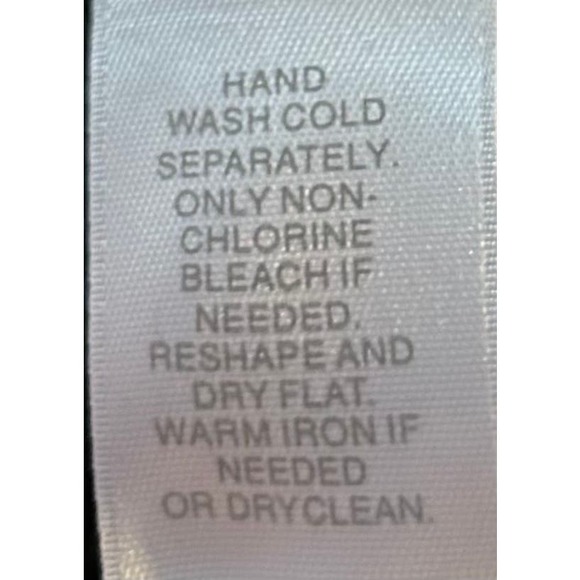 HAND
WASH COLD
SEPARATELY.
ONLY NON-
CHLORINE
BLEACH IF
NEEDED.
RESHAPE AND
DRY FLAT.
WARM IRON IF
NEEDED
OR DRYCLEAN.